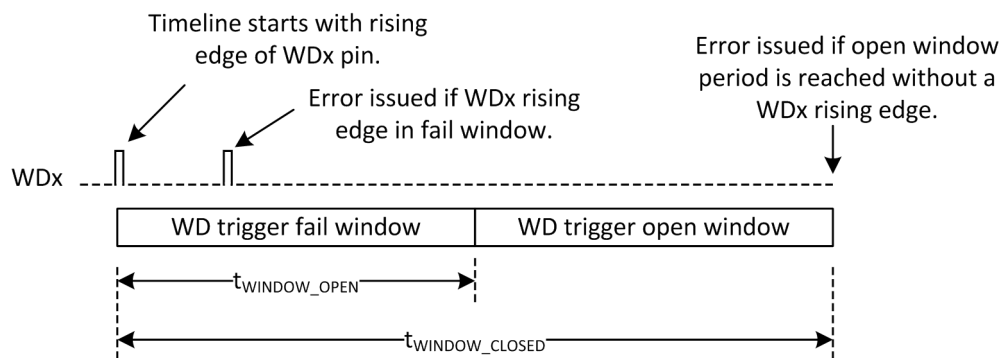 Timeline starts with rising
edge of WDx pin.
Error issued if WDx rising
edge in fail window.
Error issued if open window
period is reached without a
WDx rising edge.
WDx
WD trigger fail window
WD trigger open window
tWINDOW_OPEN
tWINDOW_CLOSED